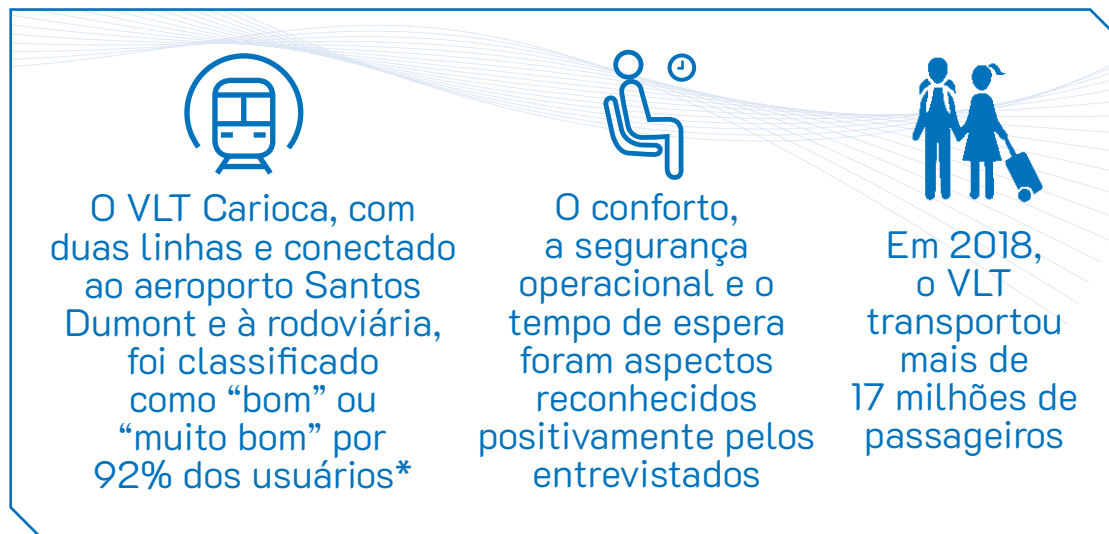 O VLT Carioca, com
duas linhas e conectado
ao aeroporto Santos
Dumont e à rodoviária,
foi classificado
como “bom” ou
“muito bom” por
92% dos usuários*
O conforto,
a segurança
operacional e o
tempo de espera
foram aspectos
reconhecidos
positivamente pelos
entrevistados
Em 2018,
o VLT
transportou
mais de
17 milhões de
passageiros